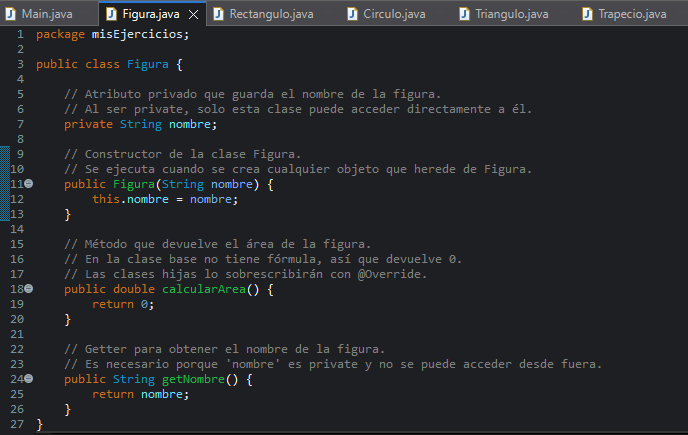 Main.java Figura.java Rectangulo.java Circulo.java Triangulo.java Trapecio.java
1 package misEjercicios;
2
3 public class Figura {
4
5 // Atributo privado que guarda el nombre de la figura.
6 // Al ser private, solo esta clase puede acceder directamente a él.
7 private String nombre;
8
9 // Constructor de la clase Figura.
10 // Se ejecuta cuando se crea cualquier objeto que herede de Figura.
11 public Figura(String nombre) {
12 this.nombre = nombre;
13 }
14
15 // Método que devuelve el área de la figura.
16 // En la clase base no tiene fórmula, así que devuelve 0.
17 // Las clases hijas lo sobrescribirán con @Override.
18 public double calcularArea() {
19 return 0;
20 }
21
22 // Getter para obtener el nombre de la figura.
23 // Es necesario porque 'nombre' es private y no se puede acceder desde fuera.
24 public String getNombre() {
25 return nombre;
26 }
27 }